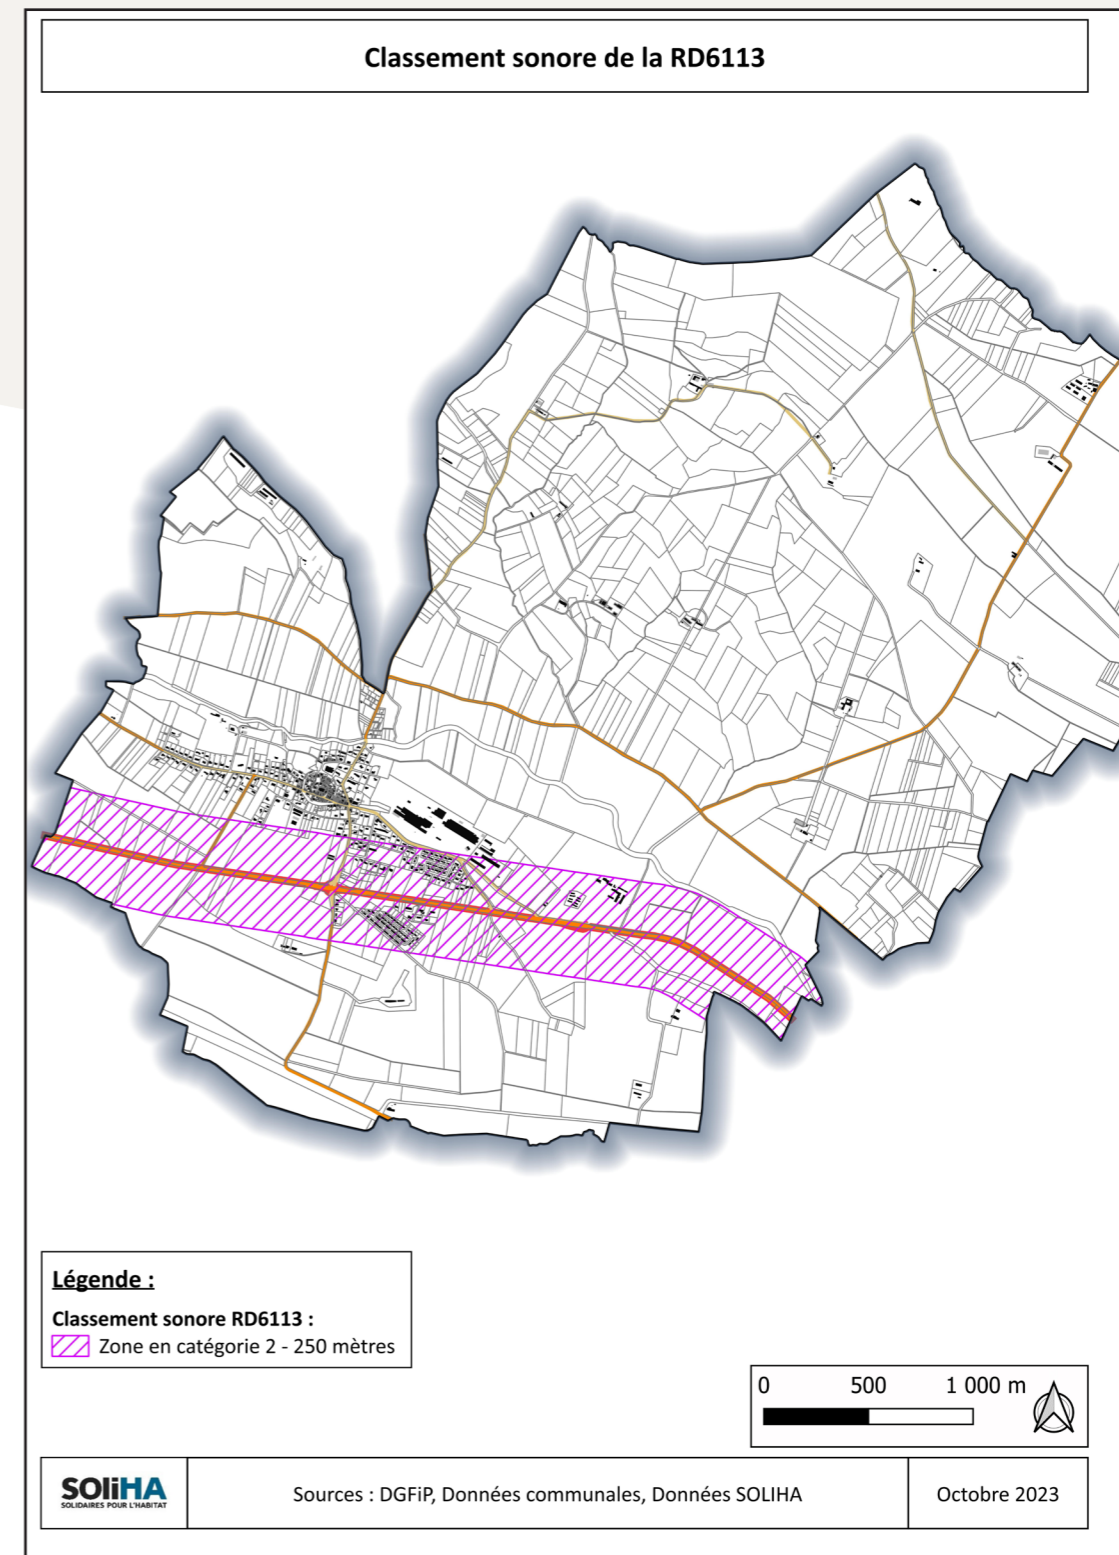 Classement sonore de la RD6113
Légende :
Classement sonore RD6113 :
Zone en catégorie 2 - 250 mètres
0 500 1 000 m
SOliHA
SOLIDAIRES POUR L'HABITAT
Sources : DGFiP, Données communales, Données SOLIHA
Octobre 2023